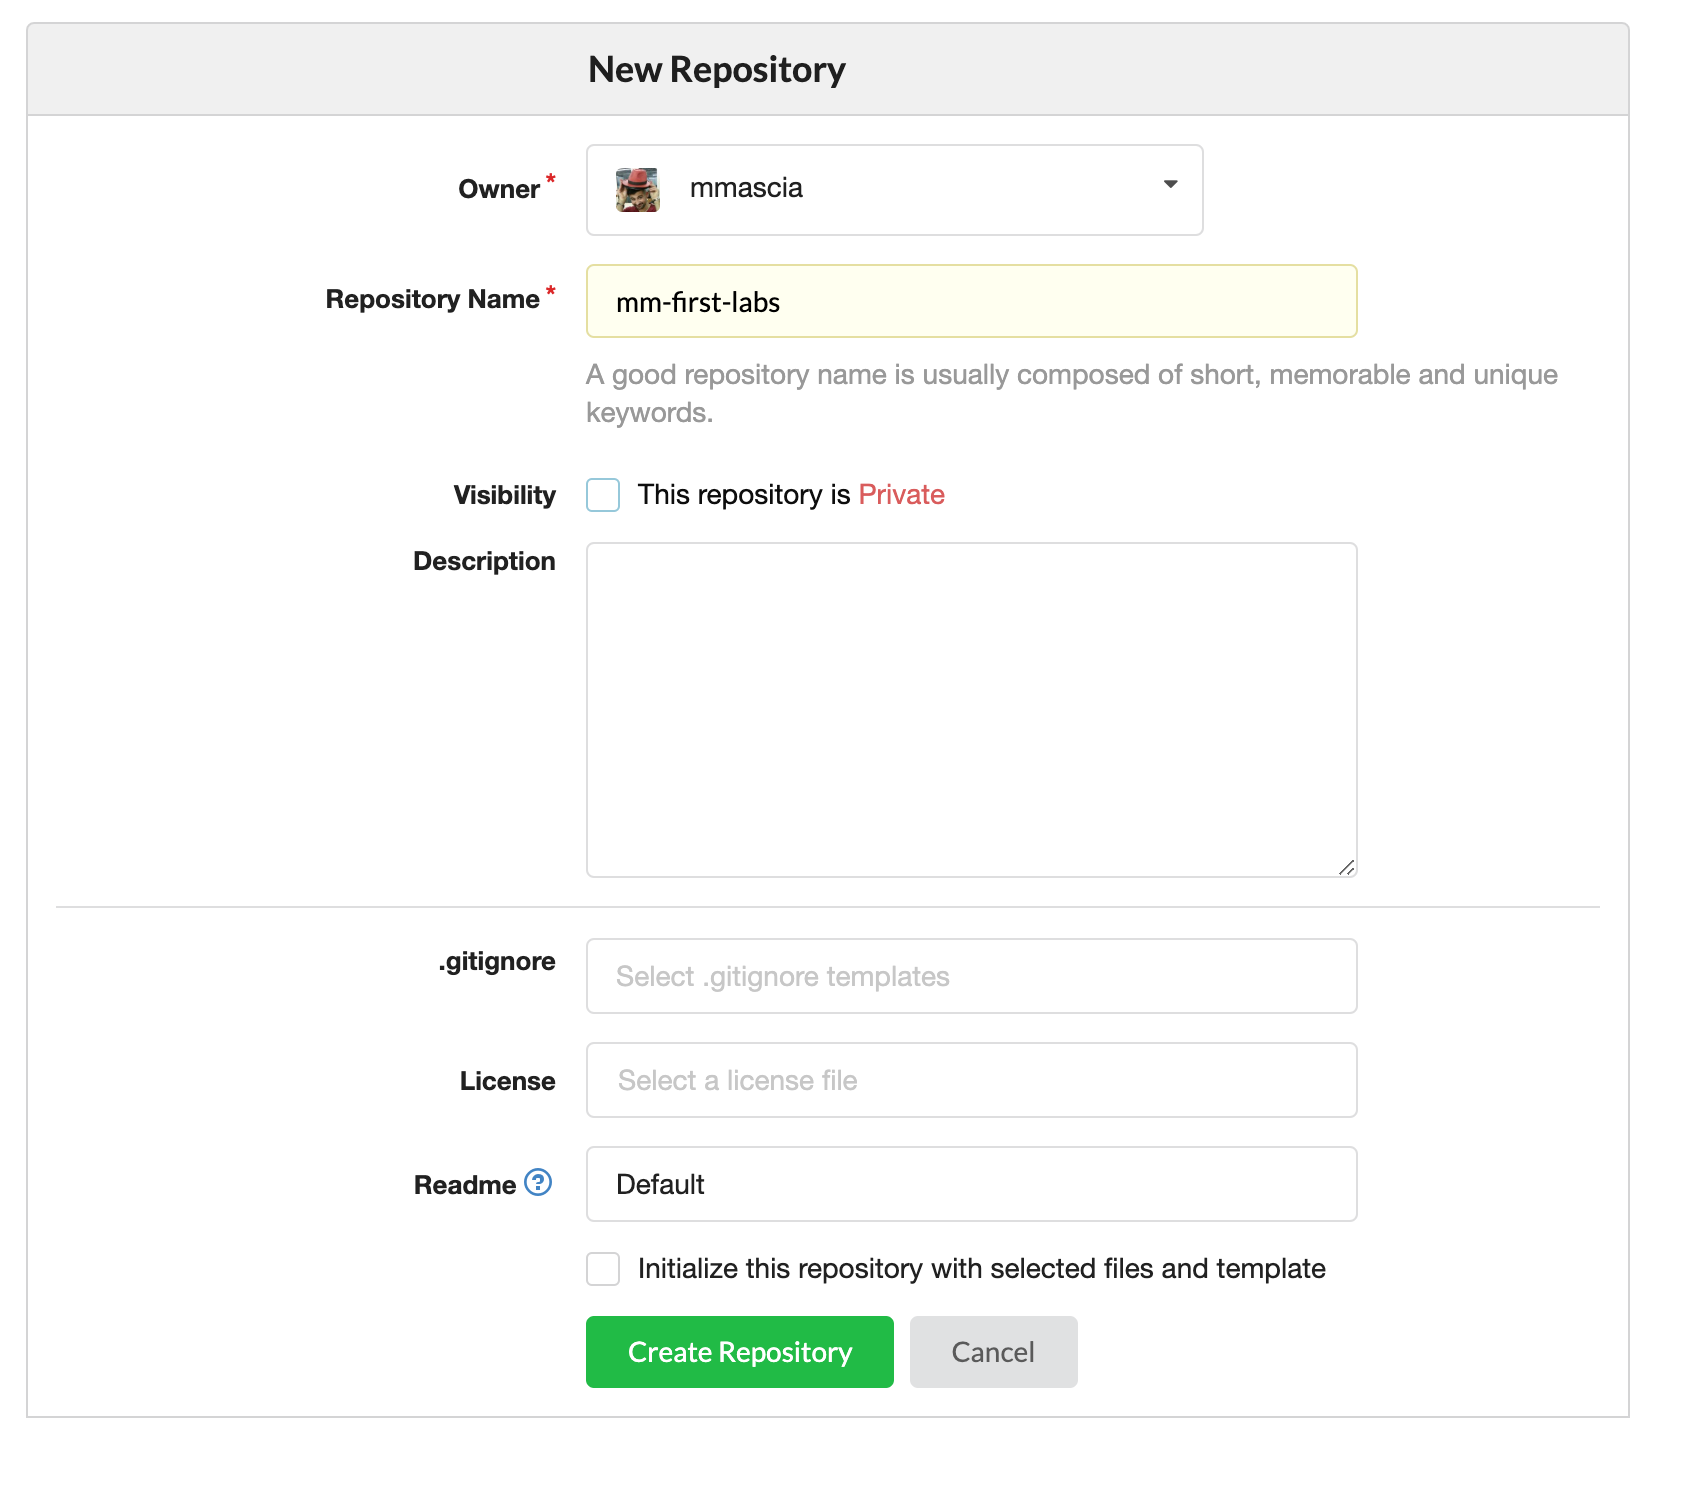 New Repository
Owner *
mmascia
Repository Name *
mm-first-labs
A good repository name is usually composed of short, memorable and unique
keywords.
Visibility
This repository is Private
Description
.gitignore
Select .gitignore templates
License
Select a license file
Readme ?
Default
Initialize this repository with selected files and template
Create Repository
Cancel